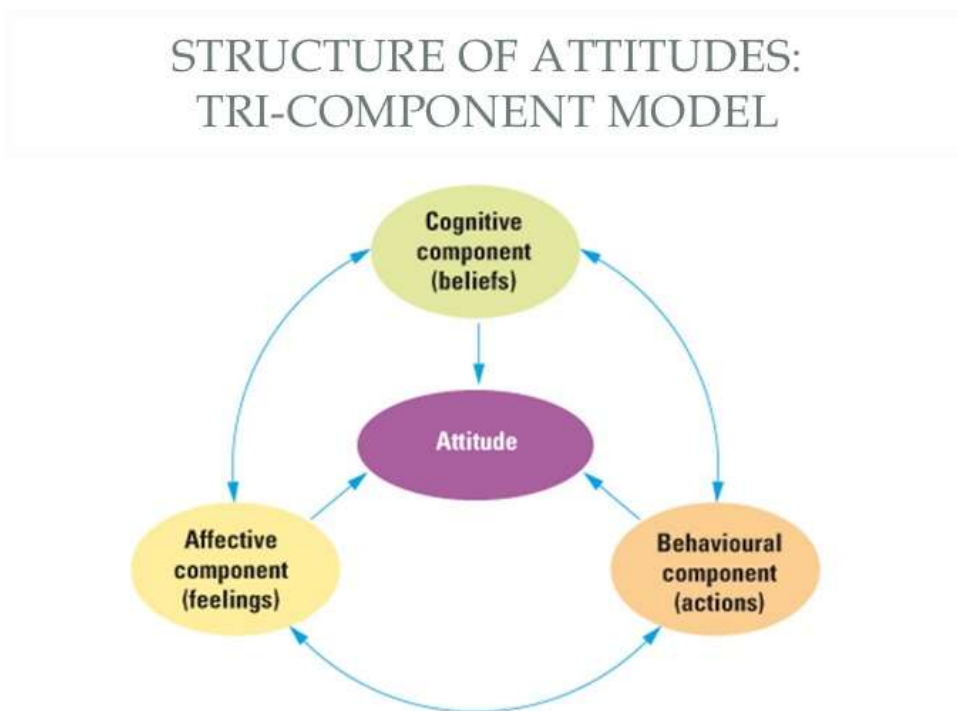 STRUCTURE OF ATTITUDES:
TRI-COMPONENT MODEL
Cognitive
component
(beliefs)
Attitude
Affective
component
(feelings)
Behavioural
component
(actions)